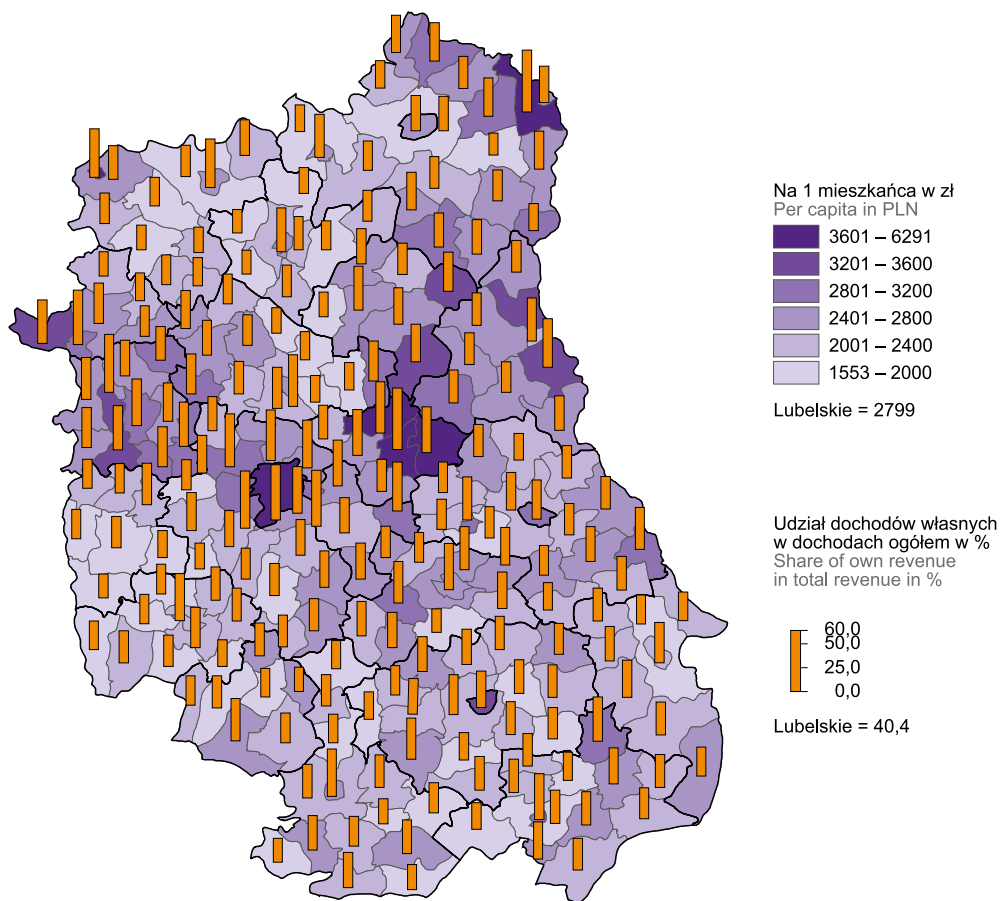 Na 1 mieszkańca w zł
Per capita in PLN
3601 – 6291
3201 – 3600
2801 – 3200
2401 – 2800
2001 – 2400
1553 – 2000
Lubelskie = 2799
Udział dochodów własnych
w dochodach ogółem w %
Share of own revenue
in total revenue in %
60,0
50,0
25,0
0,0
Lubelskie = 40,4